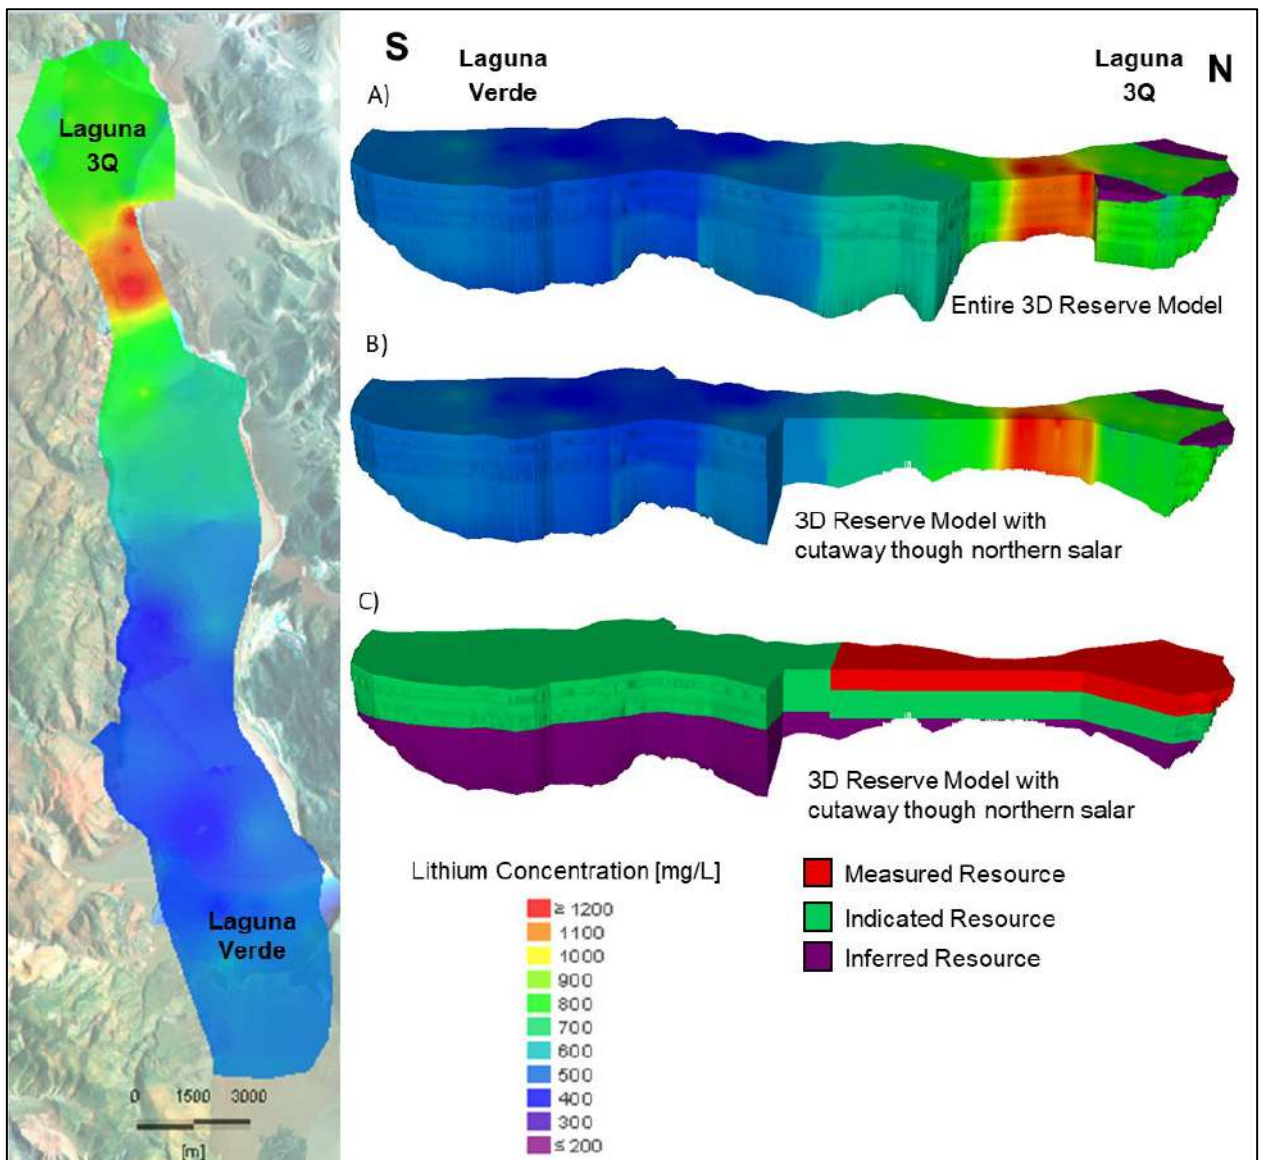 Laguna
3Q
Laguna
Verde
0 1500 3000
[m]
S
Laguna
Verde
Laguna
3Q
N
A)
Entire 3D Reserve Model
B)
3D Reserve Model with
cutaway though northern salar
C)
3D Reserve Model with
cutaway though northern salar
Lithium Concentration [mg/L]
≥ 1200
1100
1000
900
800
700
600
500
400
300
≤ 200
Measured Resource
Indicated Resource
Inferred Resource